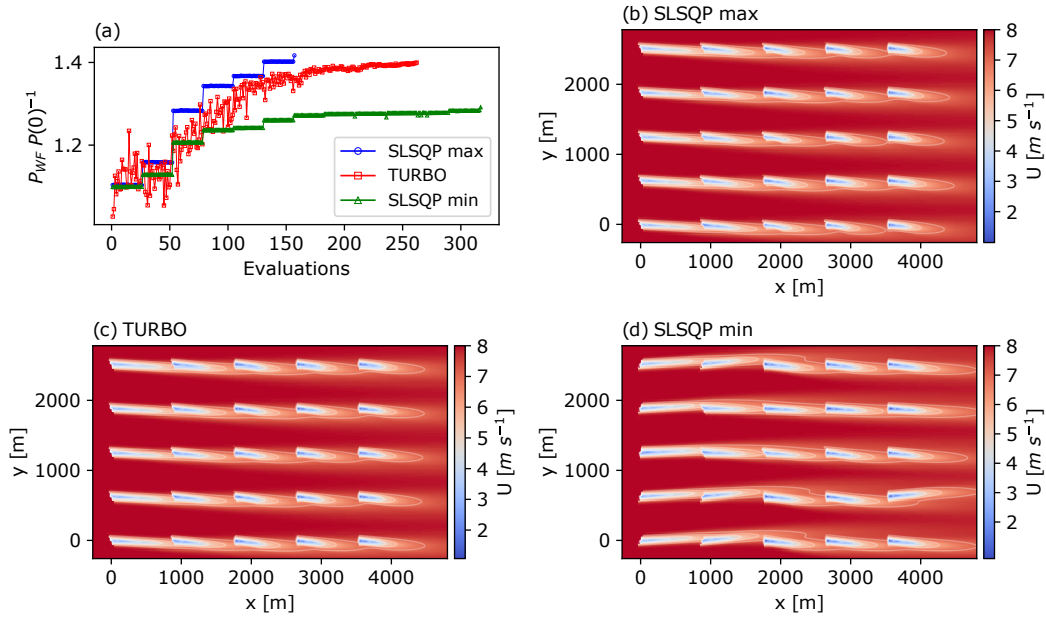 (a)
1.4
1.2
P_WF P(0)⁻¹
SLSQP max
TURBO
SLSQP min
0 50 100 150 200 250 300
Evaluations
(b) SLSQP max
2000
1000
0
y [m]
0 1000 2000 3000 4000
x [m]
8
7
6
5
4
3
2
U [m s⁻¹]
(c) TURBO
2000
1000
0
y [m]
0 1000 2000 3000 4000
x [m]
8
7
6
5
4
3
2
U [m s⁻¹]
(d) SLSQP min
2000
1000
0
y [m]
0 1000 2000 3000 4000
x [m]
8
7
6
5
4
3
2
U [m s⁻¹]